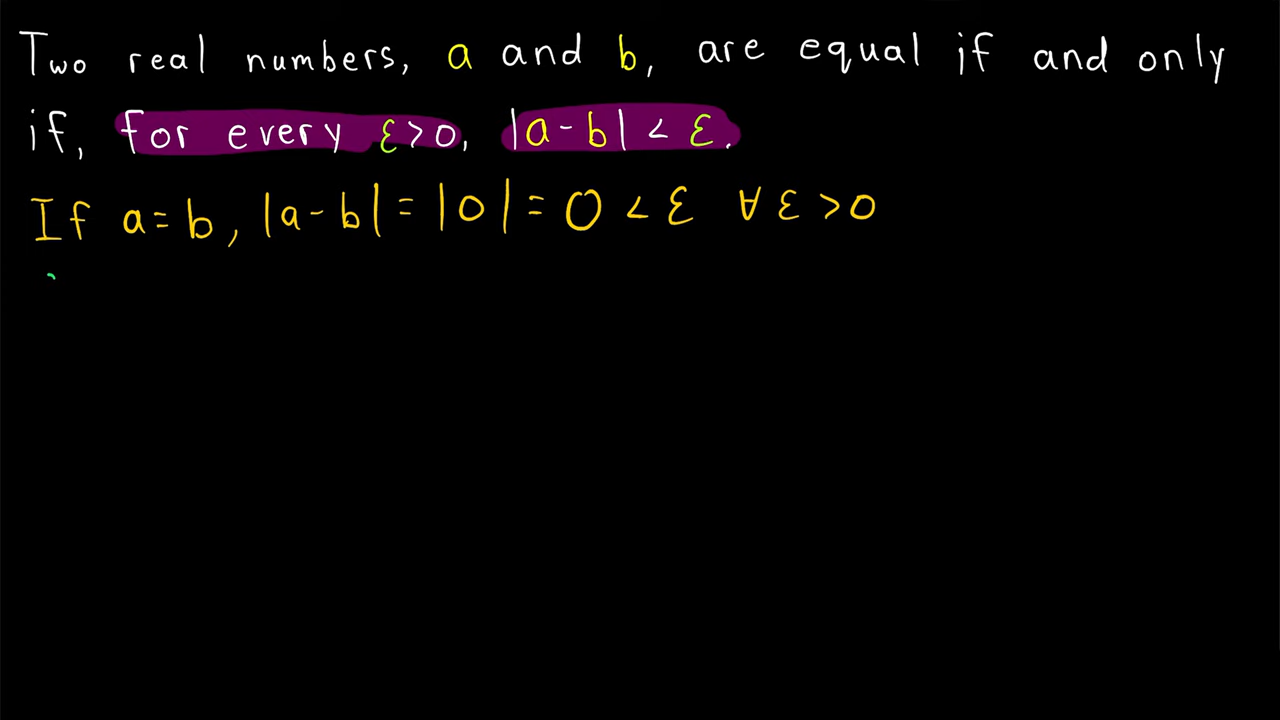 Two real numbers, a and b, are equal if and only
if, for every ε>0, |a-b| < ε.
If a=b, |a-b| = |0| = 0 < ε ∀ ε >0